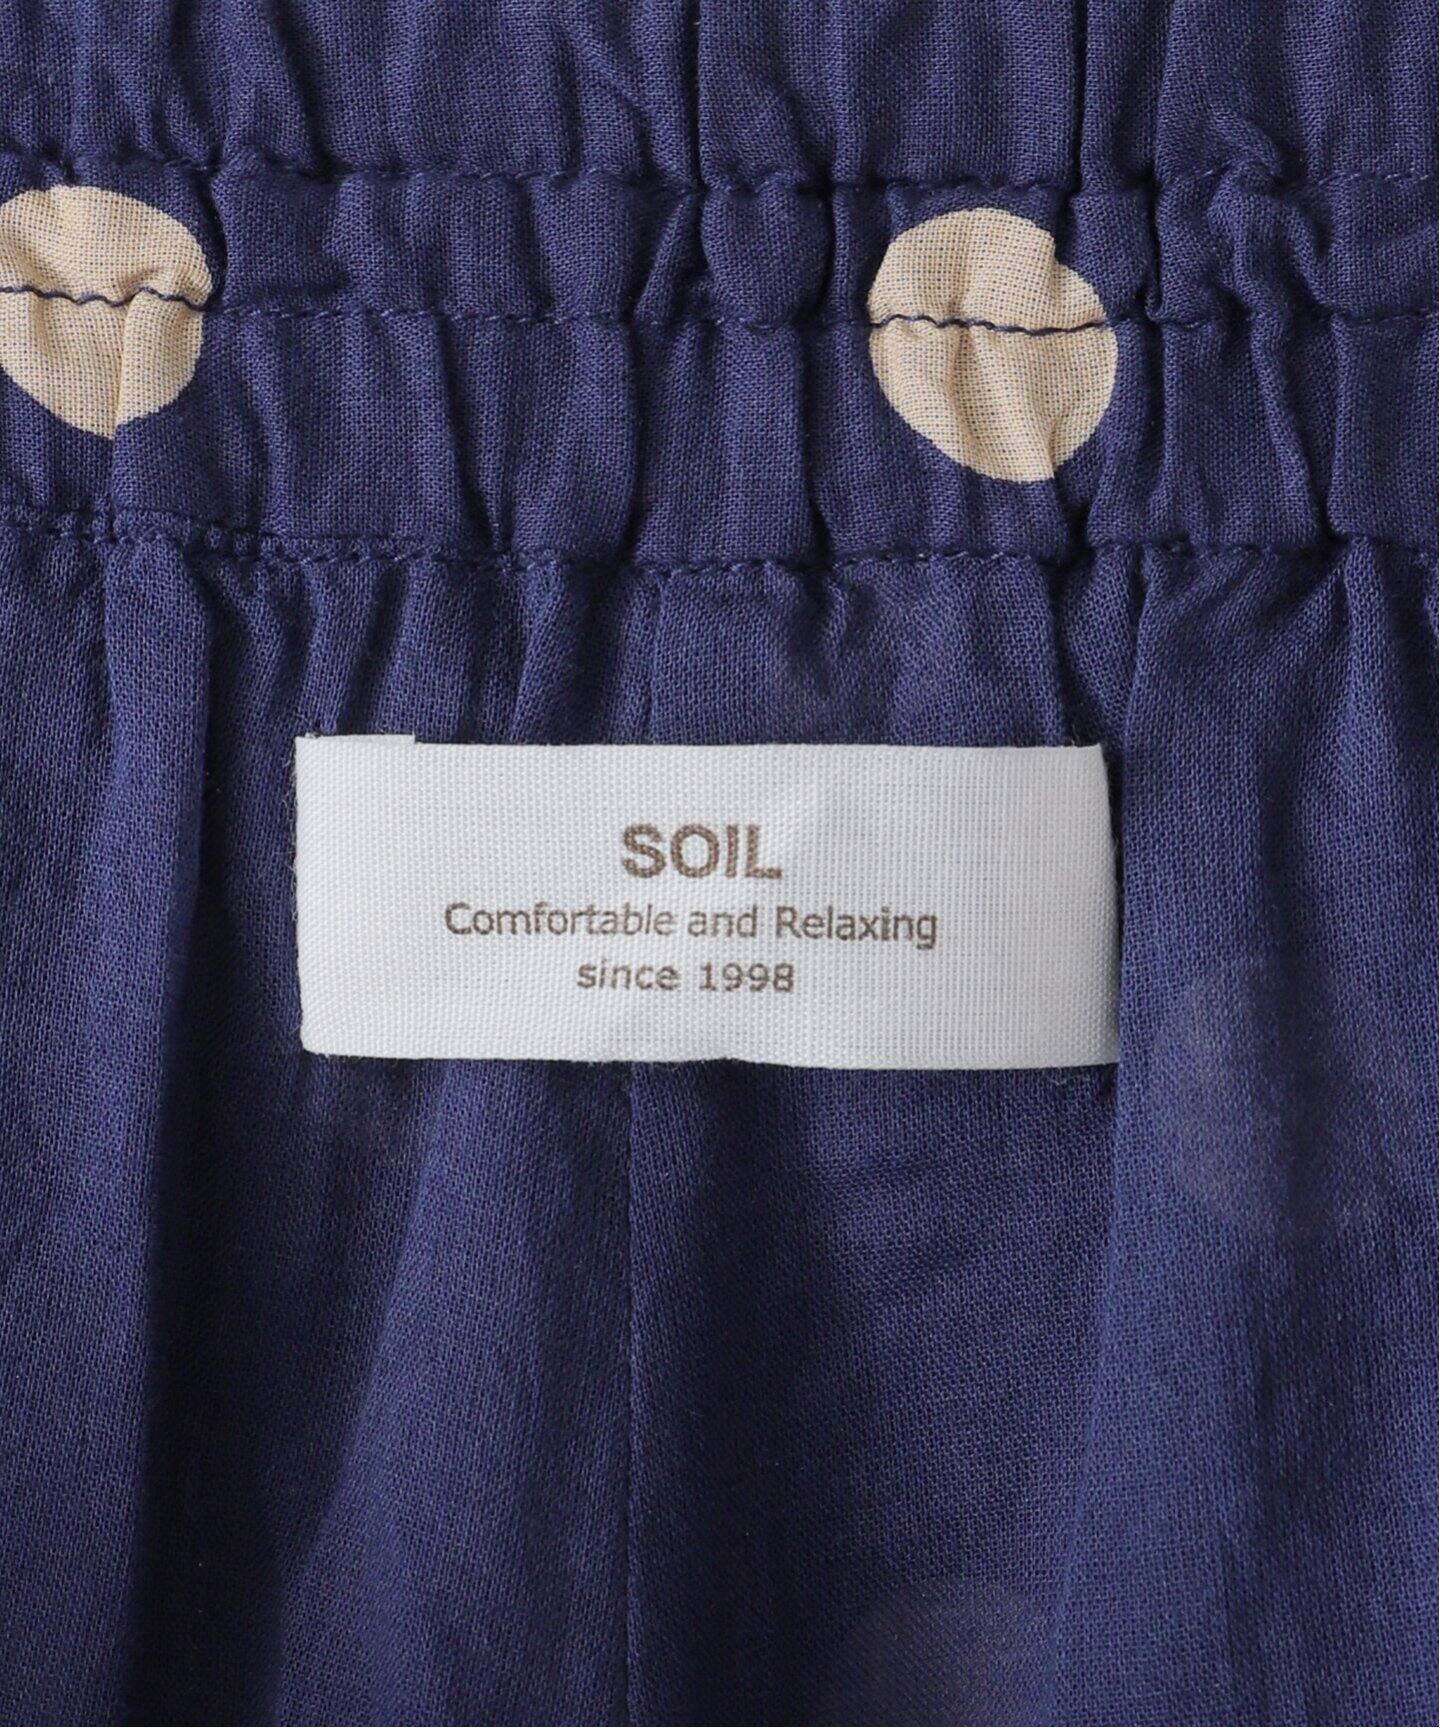 SOIL
Comfortable and Relaxing
since 1998